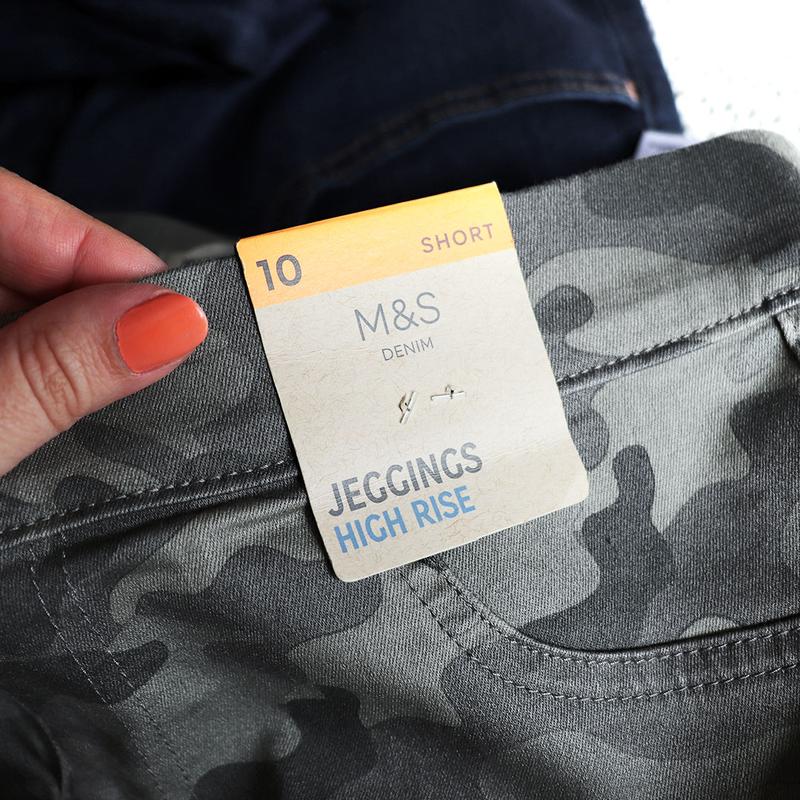 10 SHORT
M&S
DENIM
JEGGINGS
HIGH RISE